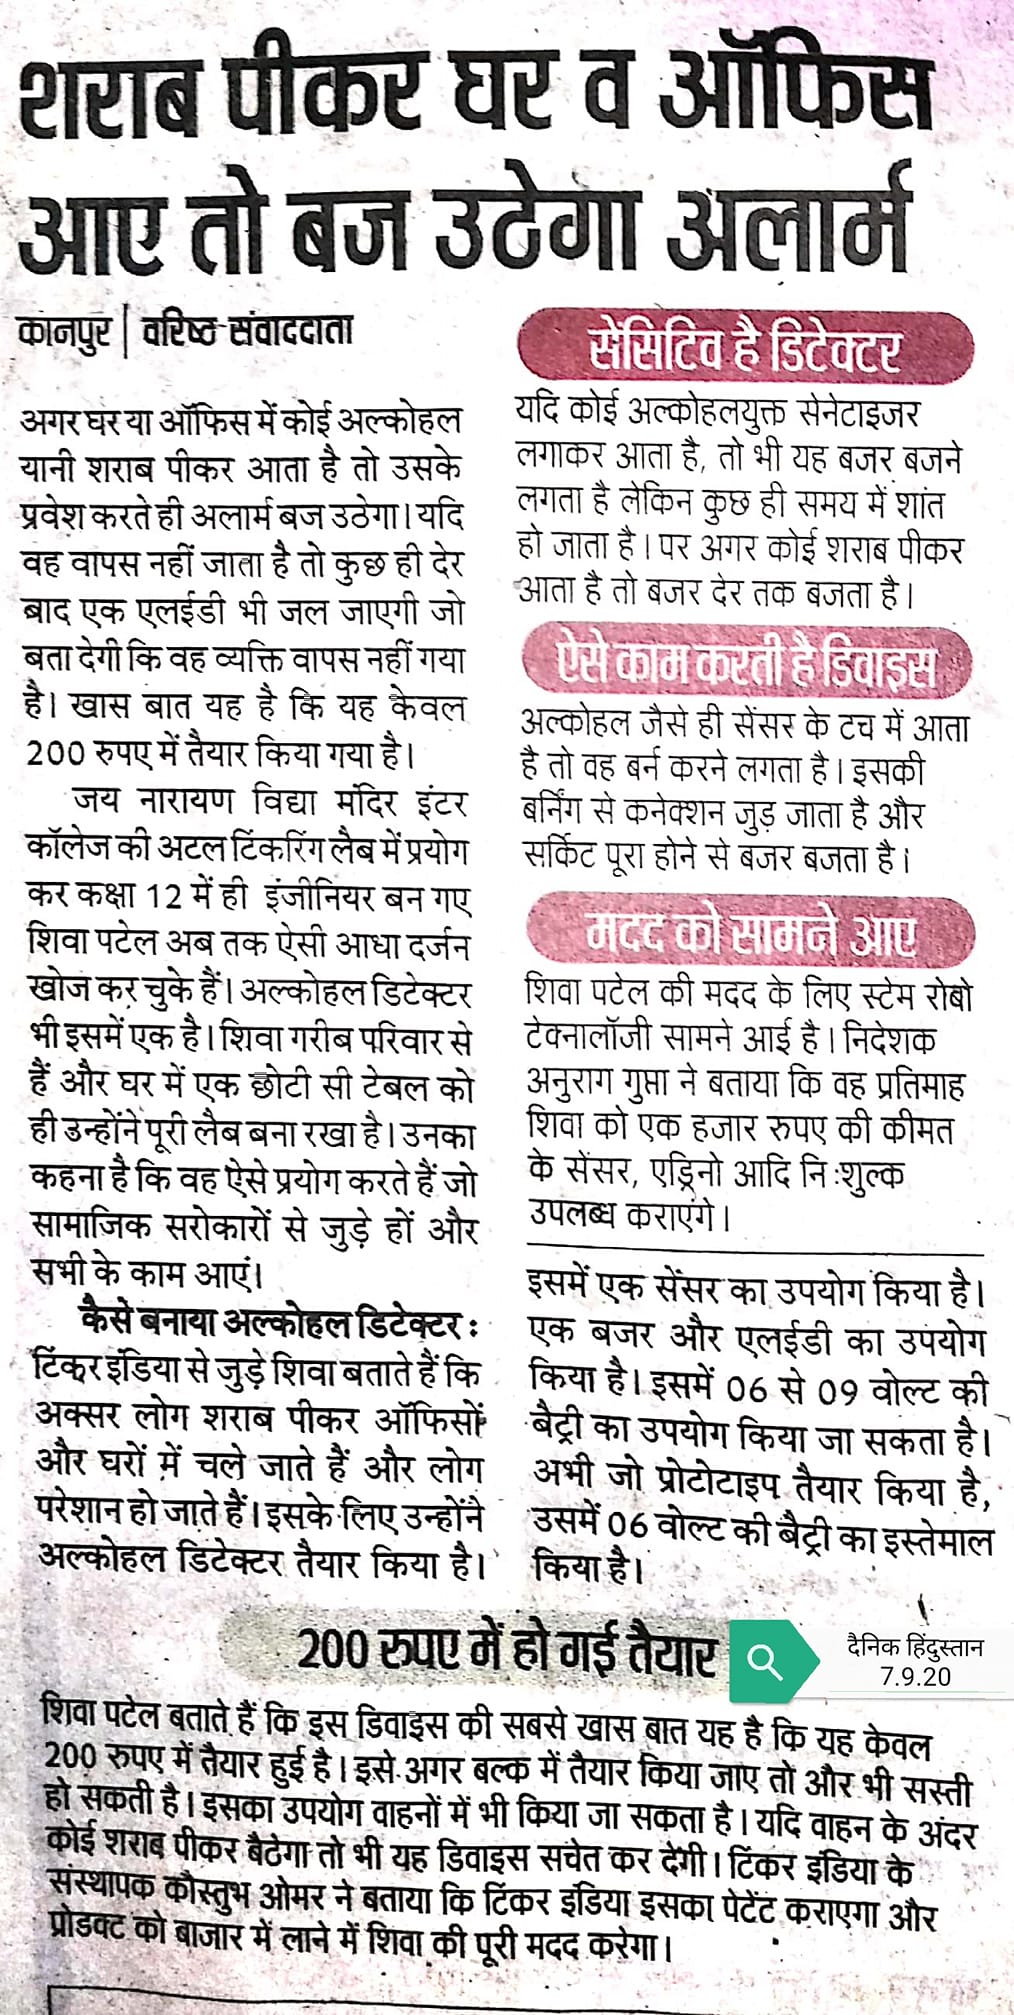 शराब पीकर घर व ऑफिस
आए तो बज उठेगा अलार्म
कानपुर | वरिष्ठ संवाददाता
अगर घर या ऑफिस में कोई अल्कोहल
यानी शराब पीकर आता है तो उसके
प्रवेश करते ही अलार्म बज उठेगा। यदि
वह वापस नहीं जाता है तो कुछ ही देर
बाद एक एलईडी भी जल जाएगी जो
बता देगी कि वह व्यक्ति वापस नहीं गया
है। खास बात यह है कि यह केवल
200 रुपए में तैयार किया गया है।
जय नारायण विद्या मंदिर इंटर
कॉलेज की अटल टिंकरिंग लैब में प्रयोग
कर कक्षा 12 में ही इंजीनियर बन गए
शिवा पटेल अब तक ऐसी आधा दर्जन
खोज कर चुके हैं। अल्कोहल डिटेक्टर
भी इसमें एक है। शिवा गरीब परिवार से
हैं और घर में एक छोटी सी टेबल को
ही उन्होंने पूरी लैब बना रखा है। उनका
कहना है कि वह ऐसे प्रयोग करते हैं जो
सामाजिक सरोकारों से जुड़े हों और
सभी के काम आएं।
कैसे बनाया अल्कोहल डिटेक्टर :
टिंकर इंडिया से जुड़े शिवा बताते हैं कि
अक्सर लोग शराब पीकर ऑफिसों
और घरों में चले जाते हैं और लोग
परेशान हो जाते हैं। इसके लिए उन्होंने
अल्कोहल डिटेक्टर तैयार किया है।
सेंसिटिव है डिटेक्टर
यदि कोई अल्कोहलयुक्त सेनेटाइजर
लगाकर आता है, तो भी यह बजर बजने
लगता है लेकिन कुछ ही समय में शांत
हो जाता है। पर अगर कोई शराब पीकर
आता है तो बजर देर तक बजता है।
ऐसे काम करती है डिवाइस
अल्कोहल जैसे ही सेंसर के टच में आता
है तो वह बर्न करने लगता है। इसकी
बर्निंग से कनेक्शन जुड़ जाता है और
सर्किट पूरा होने से बजर बजता है।
मदद को सामने आए
शिवा पटेल की मदद के लिए स्टेम रोबो
टेक्नालॉजी सामने आई है। निदेशक
अनुराग गुप्ता ने बताया कि वह प्रतिमाह
शिवा को एक हजार रुपए की कीमत
के सेंसर, एड्रिनो आदि नि:शुल्क
उपलब्ध कराएंगे।
इसमें एक सेंसर का उपयोग किया है।
एक बजर और एलईडी का उपयोग
किया है। इसमें 06 से 09 वोल्ट की
बैट्री का उपयोग किया जा सकता है।
अभी जो प्रोटोटाइप तैयार किया है,
उसमें 06 वोल्ट की बैट्री का इस्तेमाल
किया है।
200 रुपए में हो गई तैयार
दैनिक हिंदुस्तान
7.9.20
शिवा पटेल बताते हैं कि इस डिवाइस की सबसे खास बात यह है कि यह केवल
200 रुपए में तैयार हुई है। इसे अगर बल्क में तैयार किया जाए तो और भी सस्ती
हो सकती है। इसका उपयोग वाहनों में भी किया जा सकता है। यदि वाहन के अंदर
कोई शराब पीकर बैठेगा तो भी यह डिवाइस सचेत कर देगी। टिंकर इंडिया के
संस्थापक कौस्तुभ ओमर ने बताया कि टिंकर इंडिया इसका पेटेंट कराएगा और
प्रोडक्ट को बाजार में लाने में शिवा की पूरी मदद करेगा।